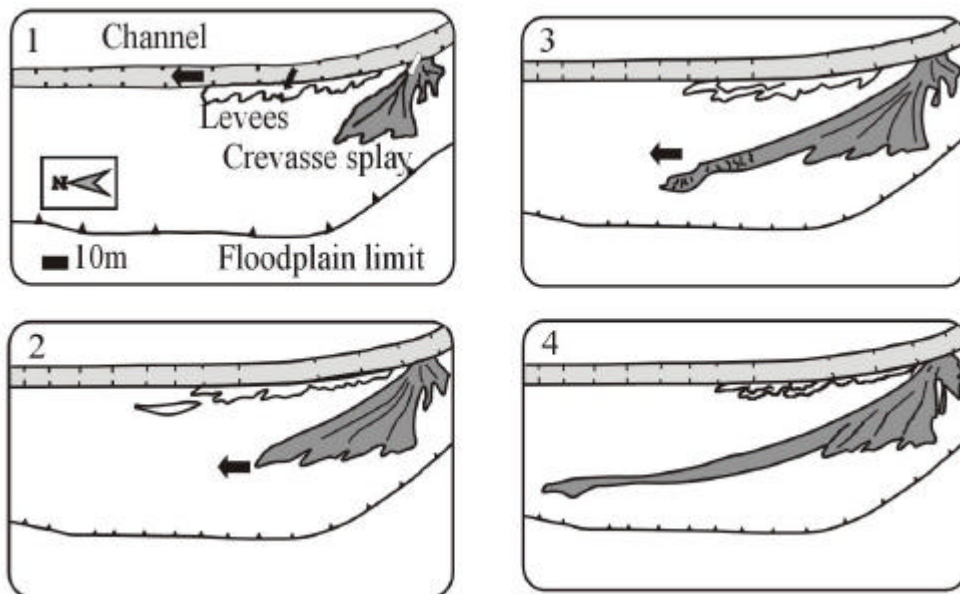 1
Channel
Levees
Crevasse splay
N
10m
Floodplain limit
2
3
4